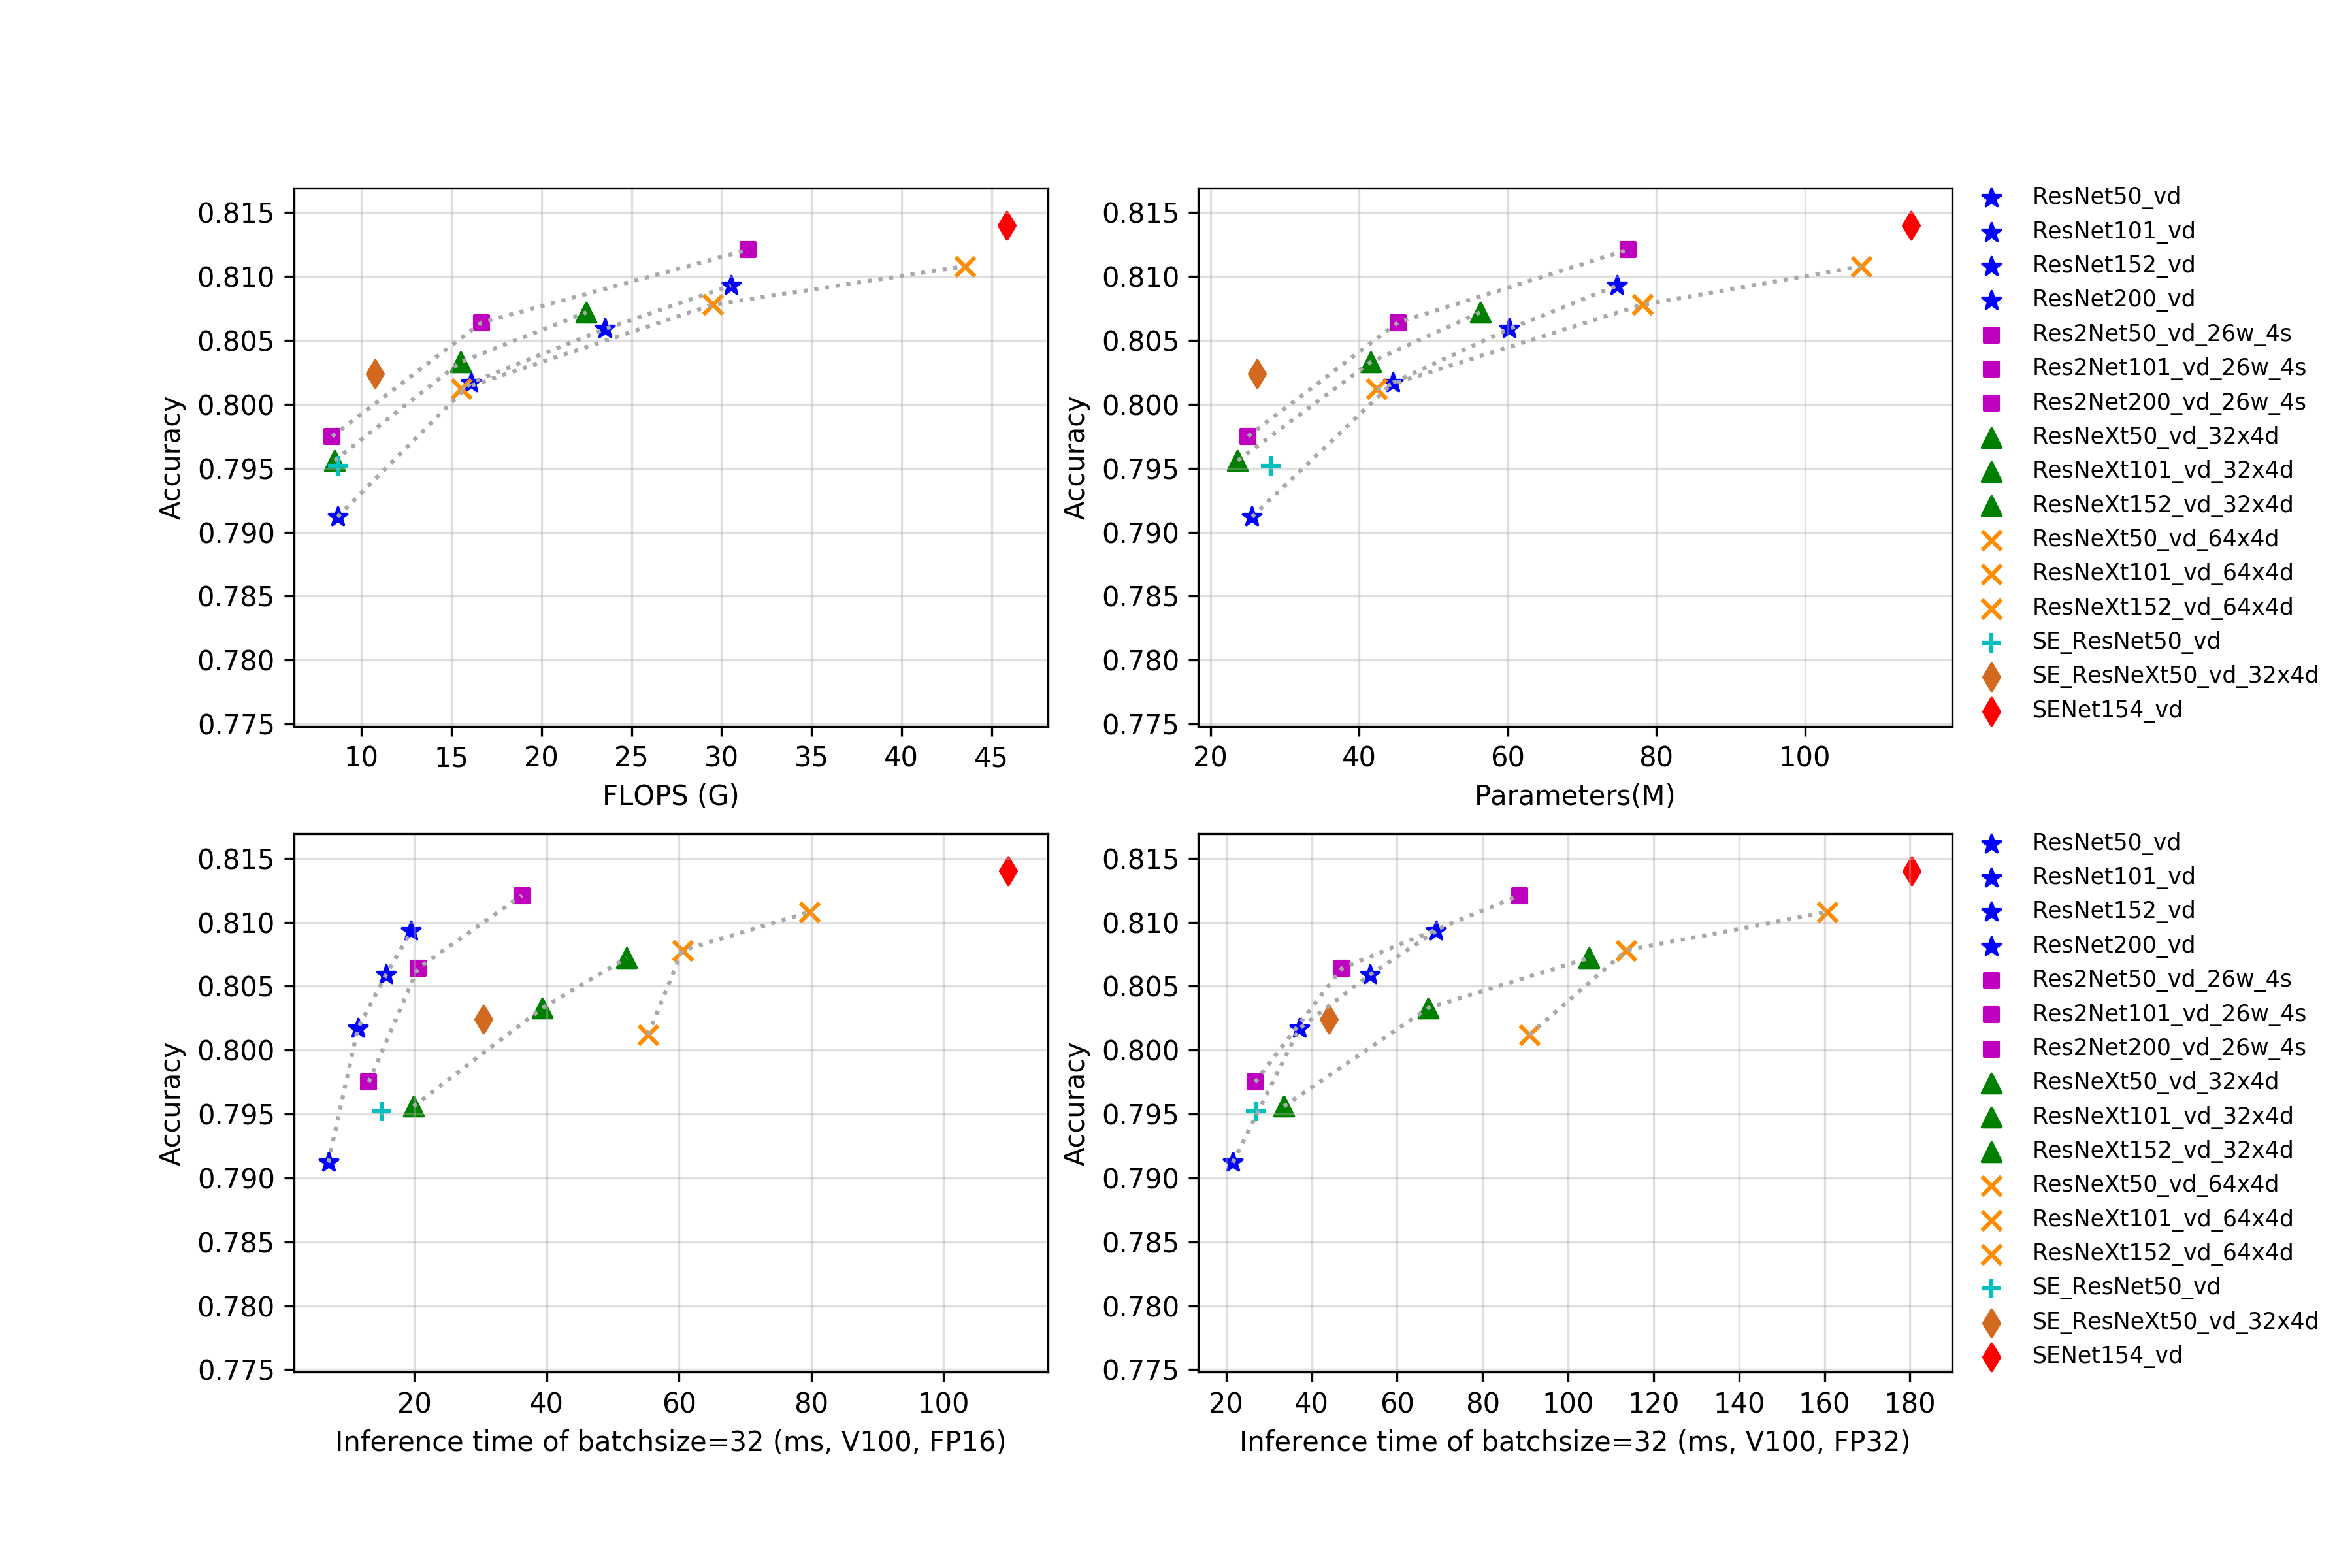 0.815
0.810
0.805
0.800
0.795
0.790
0.785
0.780
0.775
Accuracy
10 15 20 25 30 35 40 45
FLOPS (G)
0.815
0.810
0.805
0.800
0.795
0.790
0.785
0.780
0.775
Accuracy
20 40 60 80 100
Parameters(M)
ResNet50_vd
ResNet101_vd
ResNet152_vd
ResNet200_vd
Res2Net50_vd_26w_4s
Res2Net101_vd_26w_4s
Res2Net200_vd_26w_4s
ResNeXt50_vd_32x4d
ResNeXt101_vd_32x4d
ResNeXt152_vd_32x4d
ResNeXt50_vd_64x4d
ResNeXt101_vd_64x4d
ResNeXt152_vd_64x4d
SE_ResNet50_vd
SE_ResNeXt50_vd_32x4d
SENet154_vd
0.815
0.810
0.805
0.800
0.795
0.790
0.785
0.780
0.775
Accuracy
20 40 60 80 100
Inference time of batchsize=32 (ms, V100, FP16)
0.815
0.810
0.805
0.800
0.795
0.790
0.785
0.780
0.775
Accuracy
20 40 60 80 100 120 140 160 180
Inference time of batchsize=32 (ms, V100, FP32)
ResNet50_vd
ResNet101_vd
ResNet152_vd
ResNet200_vd
Res2Net50_vd_26w_4s
Res2Net101_vd_26w_4s
Res2Net200_vd_26w_4s
ResNeXt50_vd_32x4d
ResNeXt101_vd_32x4d
ResNeXt152_vd_32x4d
ResNeXt50_vd_64x4d
ResNeXt101_vd_64x4d
ResNeXt152_vd_64x4d
SE_ResNet50_vd
SE_ResNeXt50_vd_32x4d
SENet154_vd